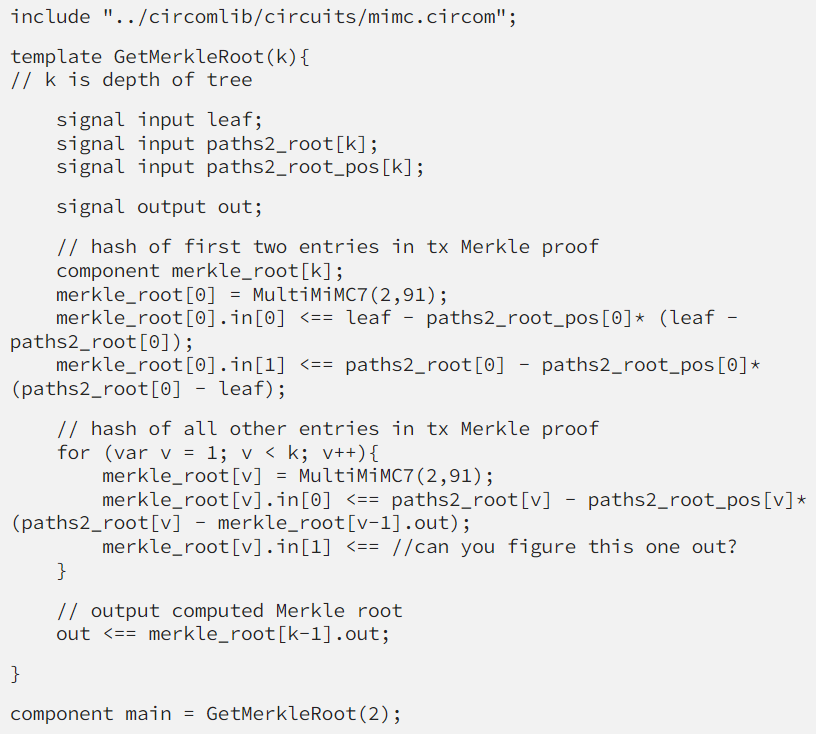 include "../circomlib/circuits/mimc.circom";
template GetMerkleRoot(k){
// k is depth of tree
signal input leaf;
signal input paths2_root[k];
signal input paths2_root_pos[k];
signal output out;
// hash of first two entries in tx Merkle proof
component merkle_root[k];
merkle_root[0] = MultiMiMC7(2,91);
merkle_root[0].in[0] <== leaf - paths2_root_pos[0]* (leaf -
paths2_root[0]);
merkle_root[0].in[1] <== paths2_root[0] - paths2_root_pos[0]*
(paths2_root[0] - leaf);
// hash of all other entries in tx Merkle proof
for (var v = 1; v < k; v++){
merkle_root[v] = MultiMiMC7(2,91);
merkle_root[v].in[0] <== paths2_root[v] - paths2_root_pos[v]*
(paths2_root[v] - merkle_root[v-1].out);
merkle_root[v].in[1] <== //can you figure this one out?
}
// output computed Merkle root
out <== merkle_root[k-1].out;
}
component main = GetMerkleRoot(2);